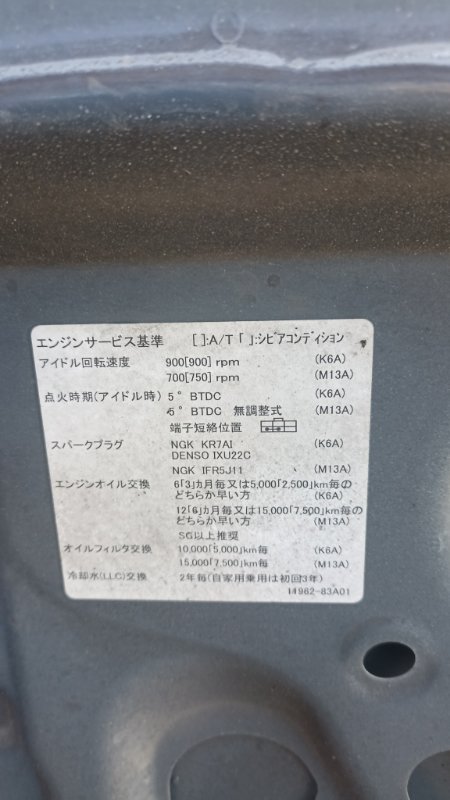 エンジンサービス基準 [ ]:A/T「 」:シビアコンディション
アイドル回転速度 900[900] rpm (K6A)
700[750] rpm (M13A)
点火時期(アイドル時) 5° BTDC (K6A)
5° BTDC 無調整式 (M13A)
端子短絡位置
スパークプラグ NGK KR7AI (K6A)
DENSO IXU22C
NGK IFR5J11 (M13A)
エンジンオイル交換 6「3」カ月毎又は5,000「2,500」km毎の
どちらか早い方 (K6A)
12「6」カ月毎又は15,000「7,500」km毎の
どちらか早い方 (M13A)
SG以上推奨
オイルフィルタ交換 10,000「5,000」km毎 (K6A)
15,000「7,500」km毎 (M13A)
冷却水(LLC)交換 2年毎(自家用乗用は初回3年)
11962-83A01